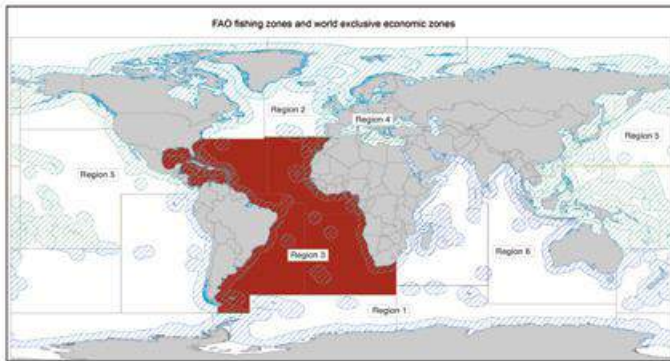 FAO fishing zones and world exclusive economic zones
Region 2
Region 4
Region 5
Region 5
Region 3
Region 6
Region 1